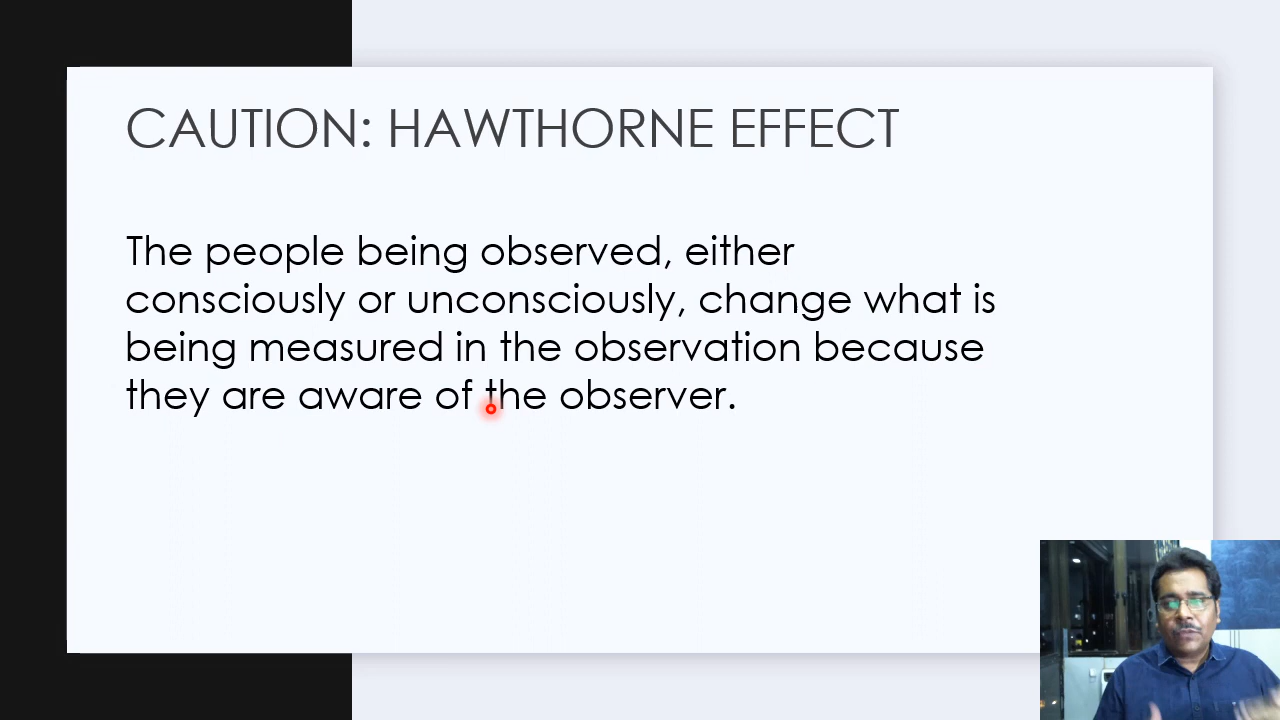 CAUTION: HAWTHORNE EFFECT
The people being observed, either
consciously or unconsciously, change what is
being measured in the observation because
they are aware of the observer.